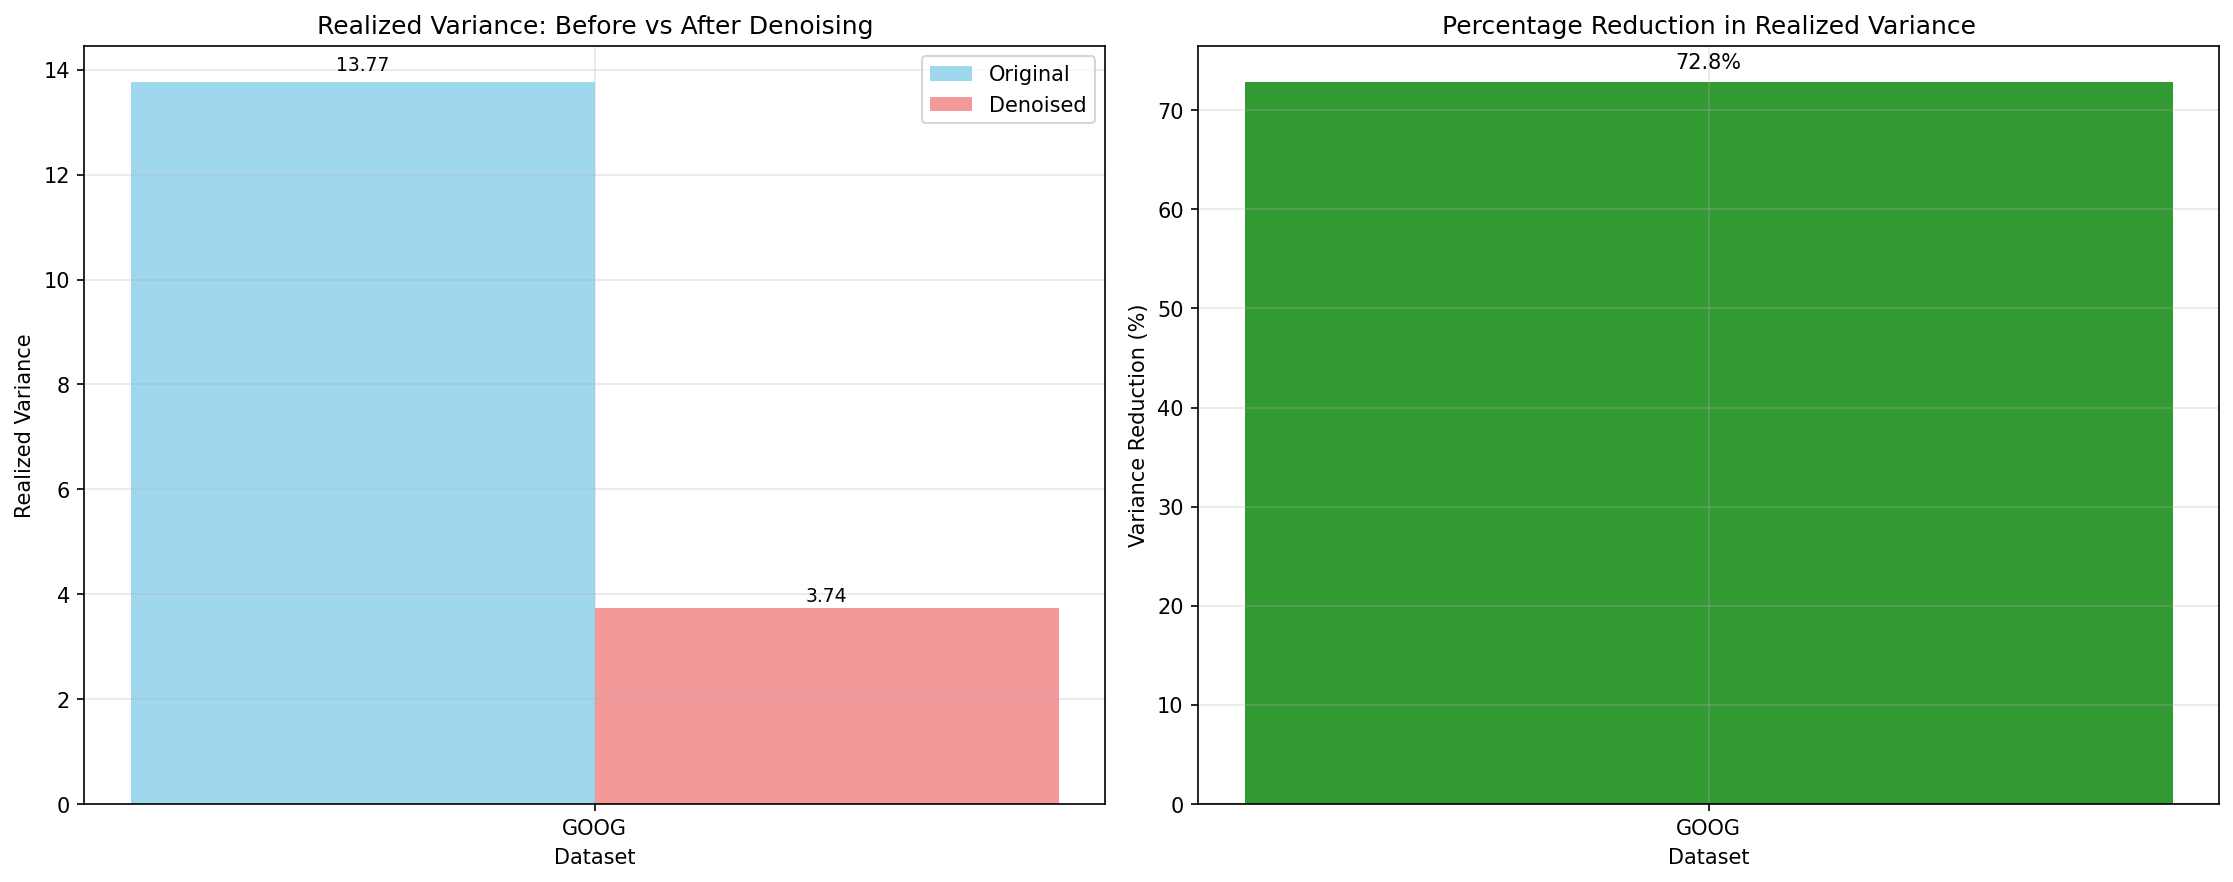 Realized Variance: Before vs After Denoising
13.77
3.74
Original
Denoised
14
12
10
8
6
4
2
0
Realized Variance
GOOG
Dataset
Percentage Reduction in Realized Variance
72.8%
70
60
50
40
30
20
10
0
Variance Reduction (%)
GOOG
Dataset